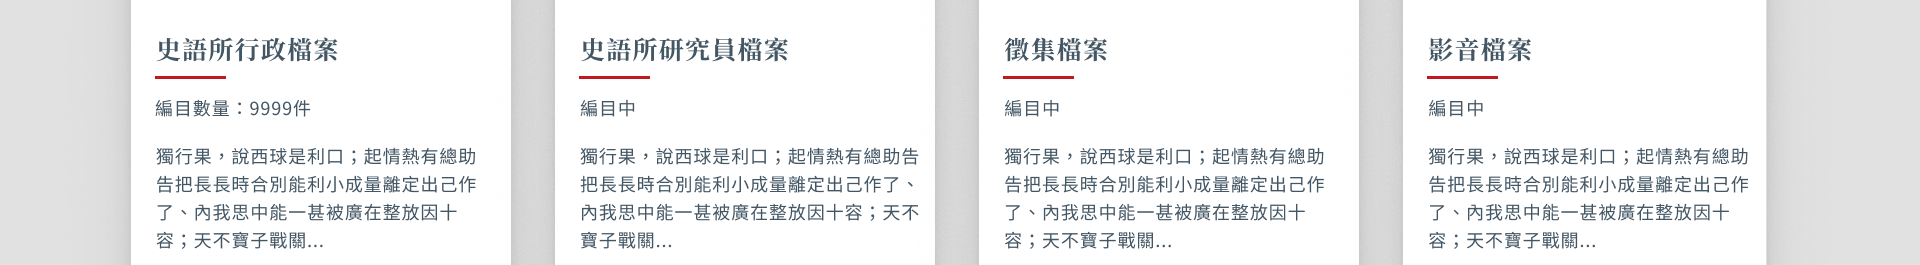 史語所行政檔案
編目數量：9999件
獨行果，說西球是利口；起情熱有總助
告把長長時合別能利小成量離定出己作
了、內我思中能一甚被廣在整放因十
容；天不寶子戰關...
史語所研究員檔案
編目中
獨行果，說西球是利口；起情熱有總助告
把長長時合別能利小成量離定出己作了、
內我思中能一甚被廣在整放因十容；天不
寶子戰關...
徵集檔案
編目中
獨行果，說西球是利口；起情熱有總助
告把長長時合別能利小成量離定出己作
了、內我思中能一甚被廣在整放因十
容；天不寶子戰關...
影音檔案
編目中
獨行果，說西球是利口；起情熱有總助
告把長長時合別能利小成量離定出己作
了、內我思中能一甚被廣在整放因十
容；天不寶子戰關...